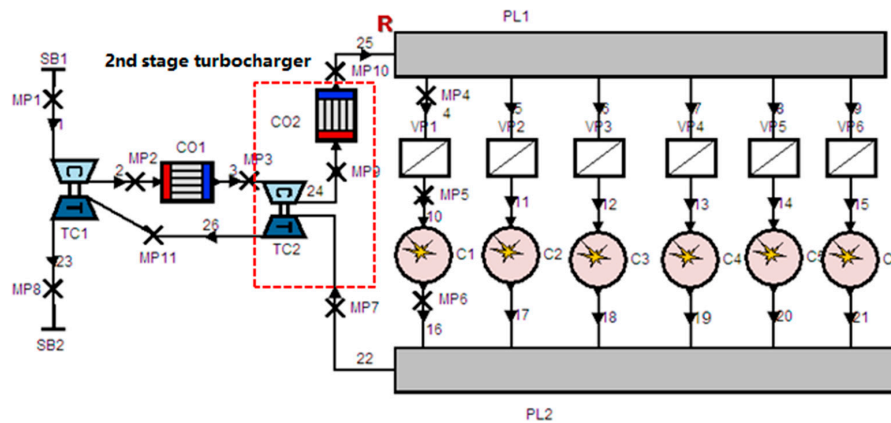 R
PL1
25
SB1
2nd stage turbocharger
MP10
MP1
MP4
4
5
6
7
8
9
CO2
1
VP1
VP2
VP3
VP4
VP5
VP6
CO1
2
MP2
3
MP3
MP9
24
MP5
C
C
10
11
12
13
14
15
T
26
T
TC1
TC2
C1
C2
C3
C4
C5
C
MP11
23
MP8
MP7
MP6
16
17
18
19
20
21
SB2
22
PL2